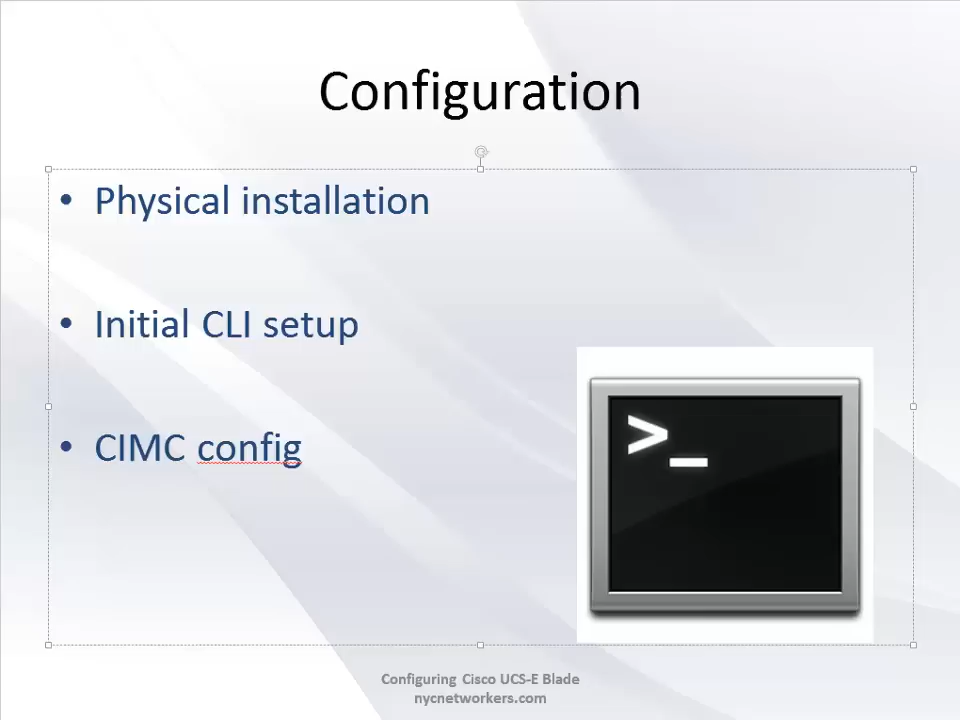 Configuration
• Physical installation
• Initial CLI setup
• CIMC config
>_
Configuring Cisco UCS-E Blade
nycnetworkers.com